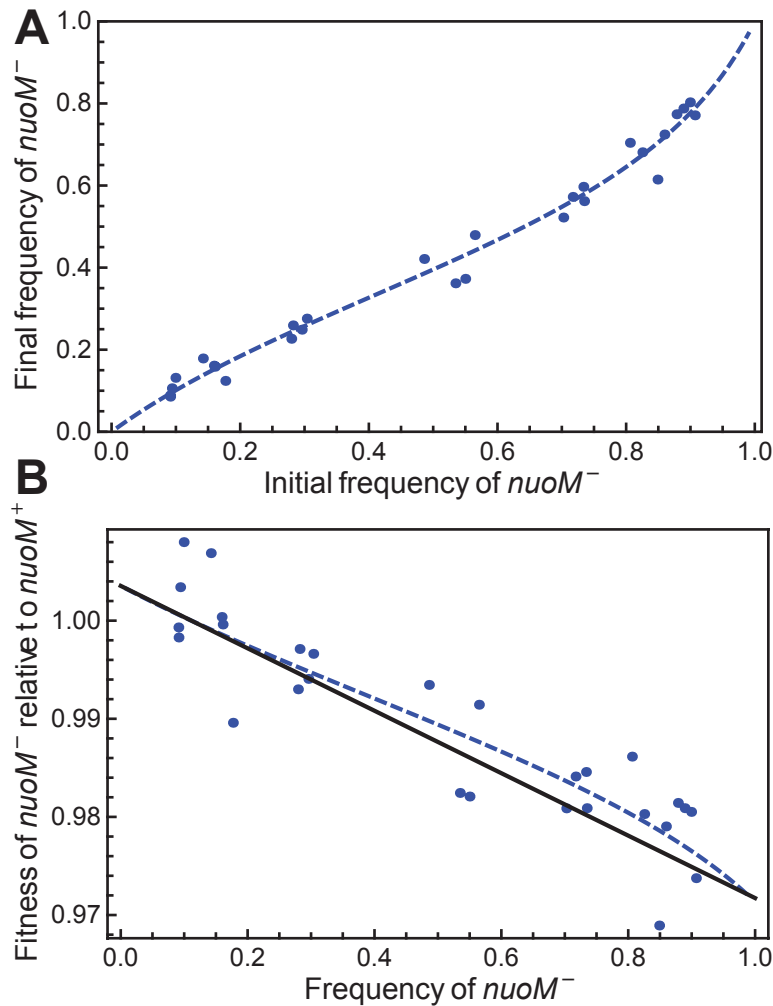 A
1.0
0.8
0.6
0.4
0.2
0.0
Final frequency of nuoM⁻
0.0 0.2 0.4 0.6 0.8 1.0
Initial frequency of nuoM⁻
B
1.00
0.99
0.98
0.97
Fitness of nuoM⁻ relative to nuoM⁺
0.0 0.2 0.4 0.6 0.8 1.0
Frequency of nuoM⁻